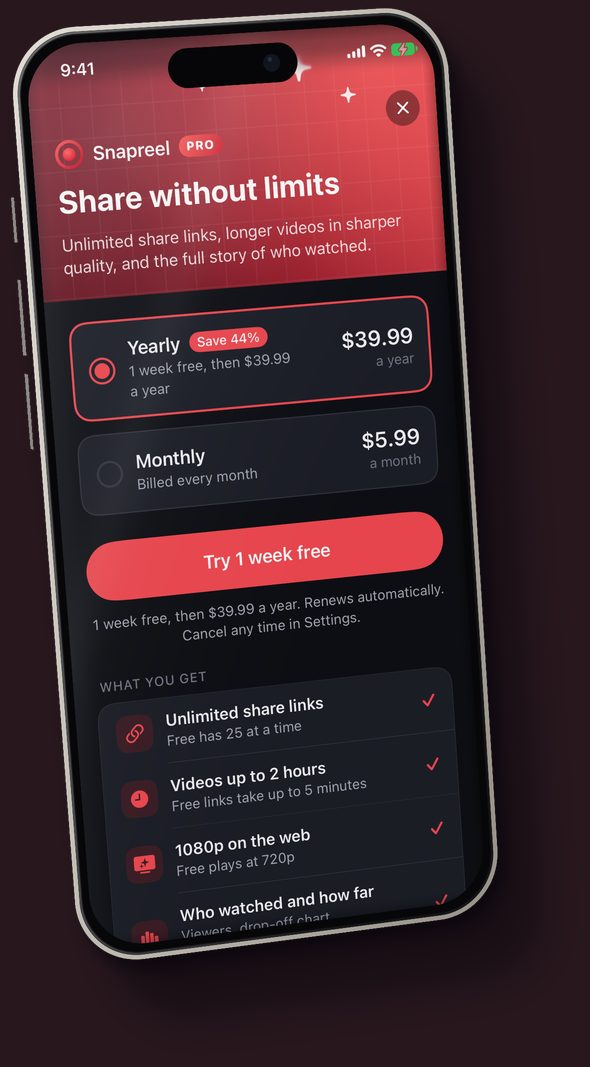 9:41
Snapreel PRO
Share without limits
Unlimited share links, longer videos in sharper
quality, and the full story of who watched.
Yearly Save 44%
1 week free, then $39.99
a year
$39.99
a year
Monthly
Billed every month
$5.99
a month
Try 1 week free
1 week free, then $39.99 a year. Renews automatically.
Cancel any time in Settings.
WHAT YOU GET
Unlimited share links
Free has 25 at a time
Videos up to 2 hours
Free links take up to 5 minutes
1080p on the web
Free plays at 720p
Who watched and how far
Viewers, drop-off chart